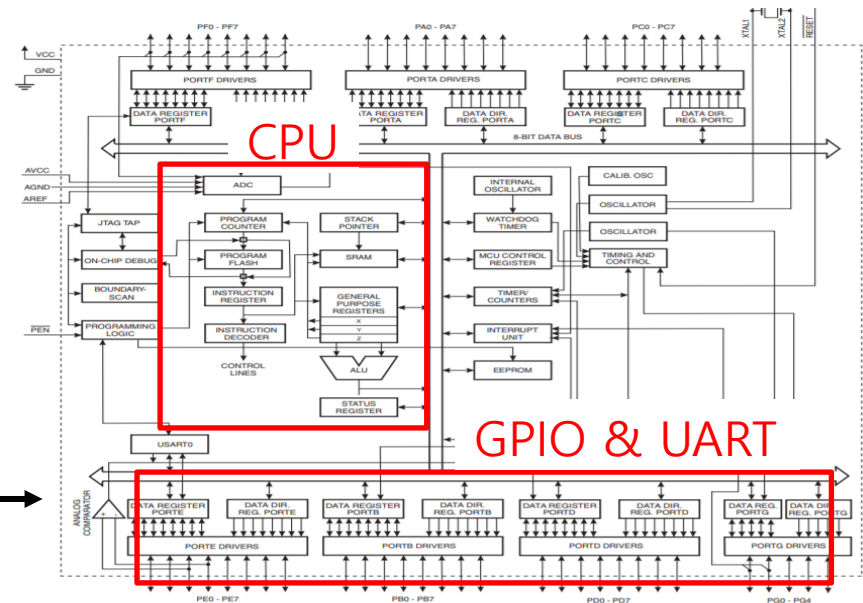 PF0 - PF7
PA0 - PA7
PC0 - PC7
XTAL1
XTAL2
RESET
VCC
GND
PORTF DRIVERS
PORTA DRIVERS
PORTC DRIVERS
DATA REGISTER
PORTF
PORTA
DATA DIR.
REG. PORTA
DATA REGISTER
PORTC
DATA DIR.
REG. PORTC
8-BIT DATA BUS
CPU
AVCC
AGND
AREF
ADC
INTERNAL
OSCILLATOR
CALIB. OSC
OSCILLATOR
JTAG TAP
PROGRAM
COUNTER
STACK
POINTER
WATCHDOG
TIMER
OSCILLATOR
ON-CHIP DEBUG
PROGRAM
FLASH
SRAM
MCU CONTROL
REGISTER
TIMING AND
CONTROL
BOUNDARY-
SCAN
INSTRUCTION
REGISTER
GENERAL
PURPOSE
REGISTERS
X
Y
Z
TIMER/
COUNTERS
PEN
PROGRAMMING
LOGIC
INSTRUCTION
DECODER
INTERRUPT
UNIT
CONTROL
LINES
ALU
EEPROM
STATUS
REGISTER
USART0
GPIO & UART
ANALOG
COMPARATOR
DATA REGISTER
PORTE
DATA DIR.
REG. PORTE
DATA REGISTER
PORTB
DATA DIR.
REG. PORTB
DATA REGISTER
PORTD
DATA DIR.
REG. PORTD
DATA REG.
PORTG
DATA DIR.
REG. PORTG
PORTE DRIVERS
PORTB DRIVERS
PORTD DRIVERS
PORTG DRIVERS
PE0 - PE7
PB0 - PB7
PD0 - PD7
PG0 - PG4